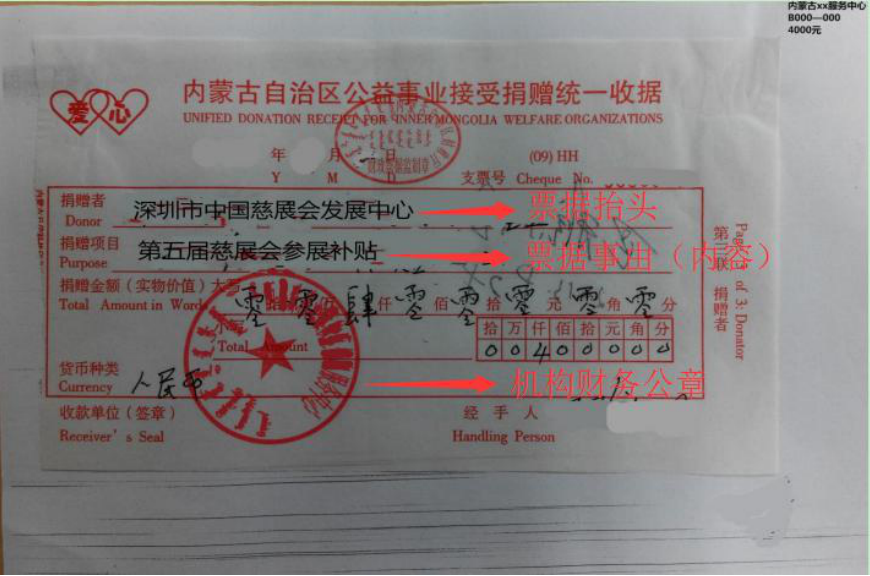 内蒙古xx服务中心
B000—000
4000元
爱心
内蒙古自治区公益事业接受捐赠统一收据
UNIFIED DONATION RECEIPT FOR INNER MONGOLIA WELFARE ORGANIZATIONS
年 月 日 (09) HH
Y M D 支票号 Cheque No.
捐赠者 深圳市中国慈展会发展中心 票据抬头
Donor
捐赠项目 第五届慈展会参展补贴 票据事由（内容）
Purpose
捐赠金额（实物价值）大写 零 拾 零 万 肆 仟 零 佰 零 拾 零 元 零 角 零 分
Total Amount in Words
小写 拾 万 仟 佰 拾 元 角 分
Total Amount 0 0 4 0 0 0 0 0
货币种类 人民币 机构财务公章
Currency
收款单位（签章） 经手人
Receiver's Seal Handling Person
第三联 捐赠者
Page 3 of 3: Donator